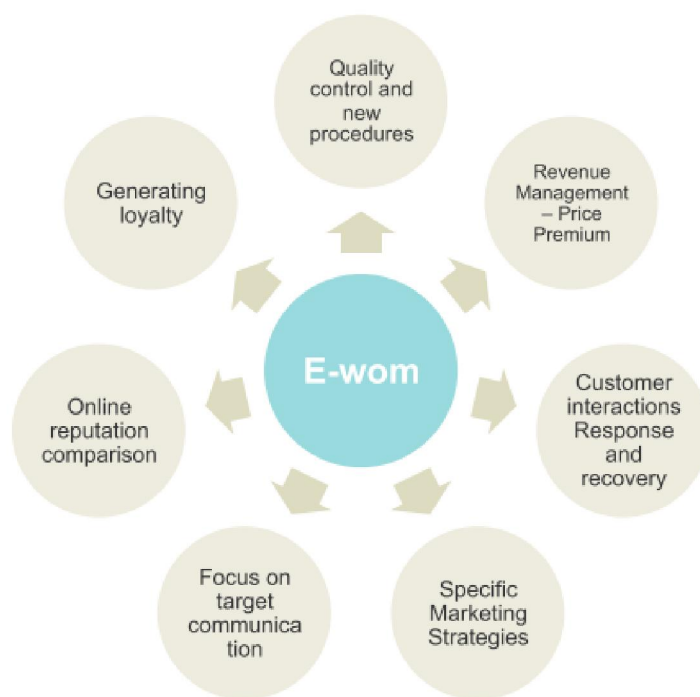 Quality
control and
new
procedures
Revenue
Management
– Price
Premium
Customer
interactions
Response
and
recovery
Specific
Marketing
Strategies
Focus on
target
communica
tion
Online
reputation
comparison
Generating
loyalty
E-wom